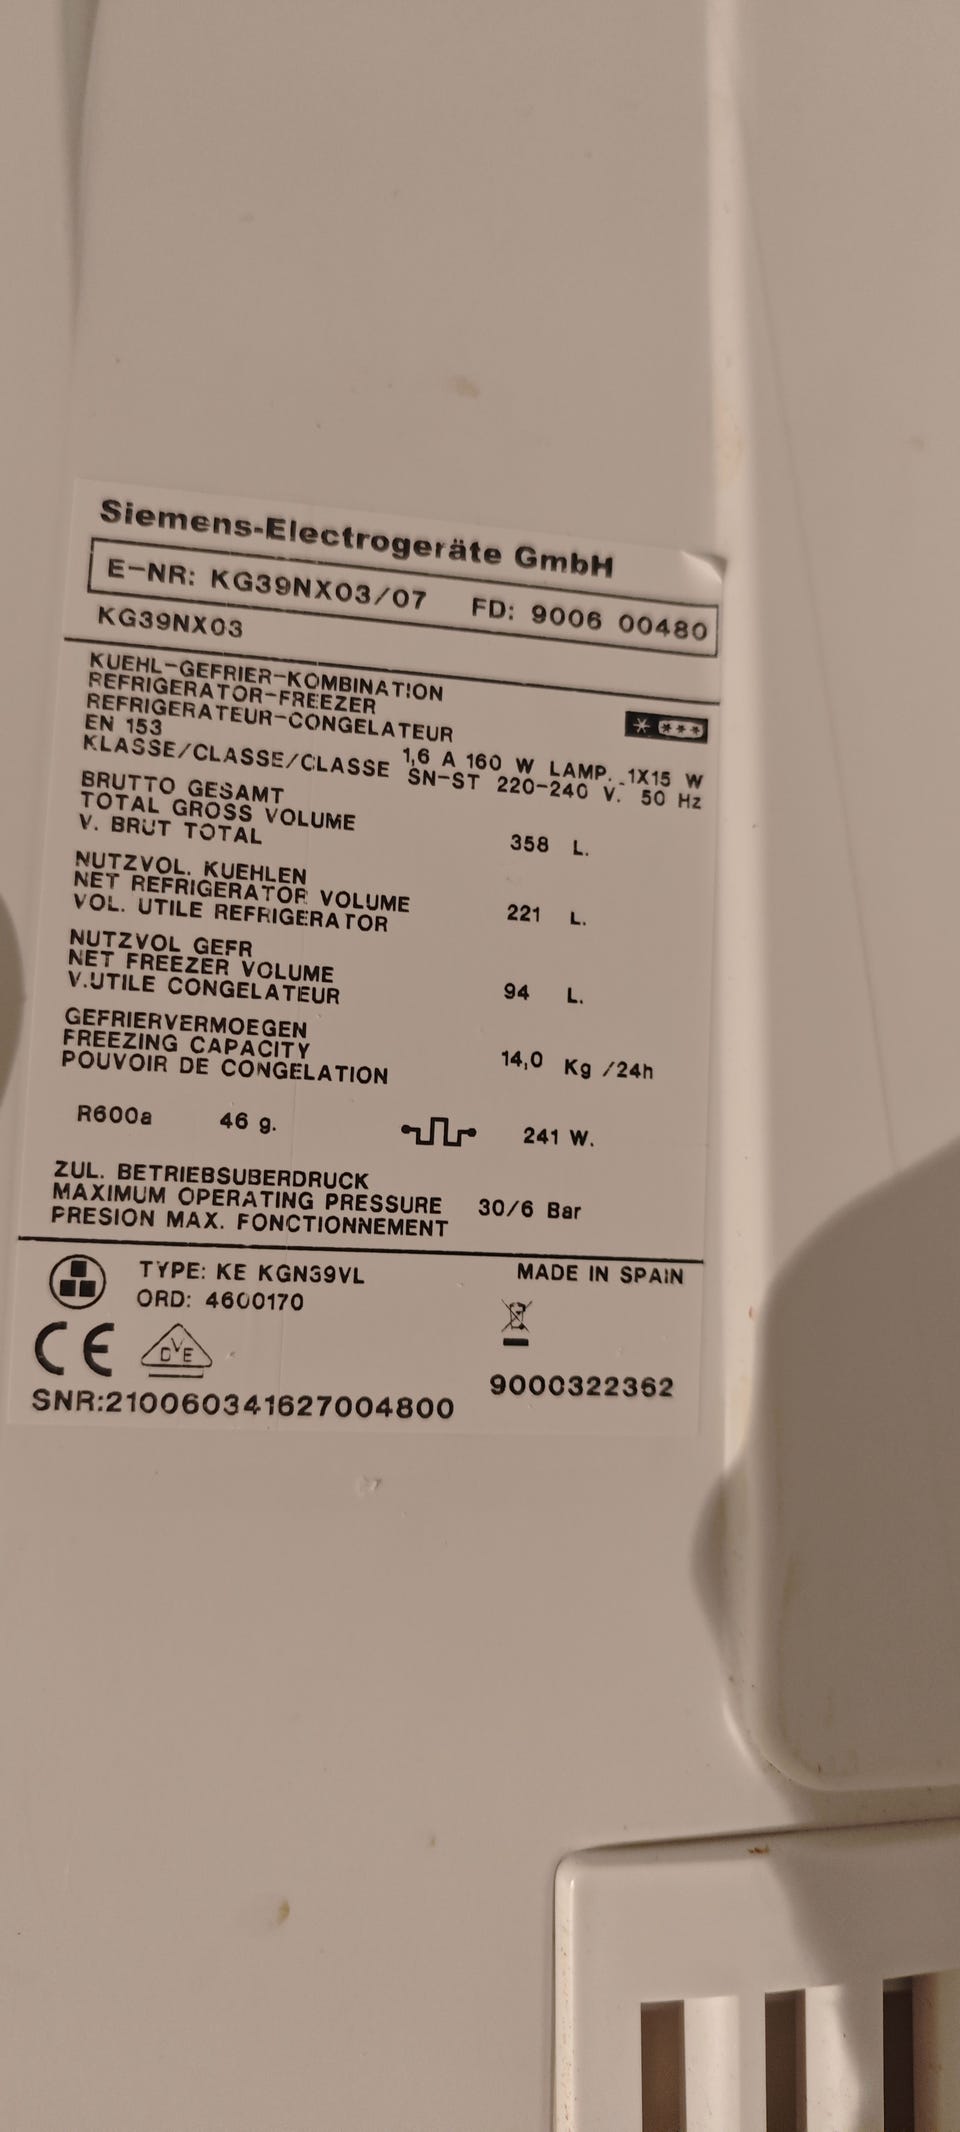 Siemens-Electrogeräte GmbH
E-NR: KG39NX03/07 FD: 9006 00480
KG39NX03
KUEHL-GEFRIER-KOMBINATION
REFRIGERATOR-FREEZER
REFRIGERATEUR-CONGELATEUR
EN 153 1,6 A 160 W LAMP. 1X15 W
KLASSE/CLASSE/CLASSE SN-ST 220-240 V. 50 Hz
BRUTTO GESAMT
TOTAL GROSS VOLUME 358 L.
V. BRUT TOTAL
NUTZVOL. KUEHLEN
NET REFRIGERATOR VOLUME 221 L.
VOL. UTILE REFRIGERATOR
NUTZVOL GEFR
NET FREEZER VOLUME 94 L.
V.UTILE CONGELATEUR
GEFRIERVERMOEGEN
FREEZING CAPACITY 14,0 Kg /24h
POUVOIR DE CONGELATION
R600a 46 g. 241 W.
ZUL. BETRIEBSUBERDRUCK
MAXIMUM OPERATING PRESSURE 30/6 Bar
PRESION MAX. FONCTIONNEMENT
TYPE: KE KGN39VL MADE IN SPAIN
ORD: 4600170
CE DVE
SNR:210060341627004800 9000322362